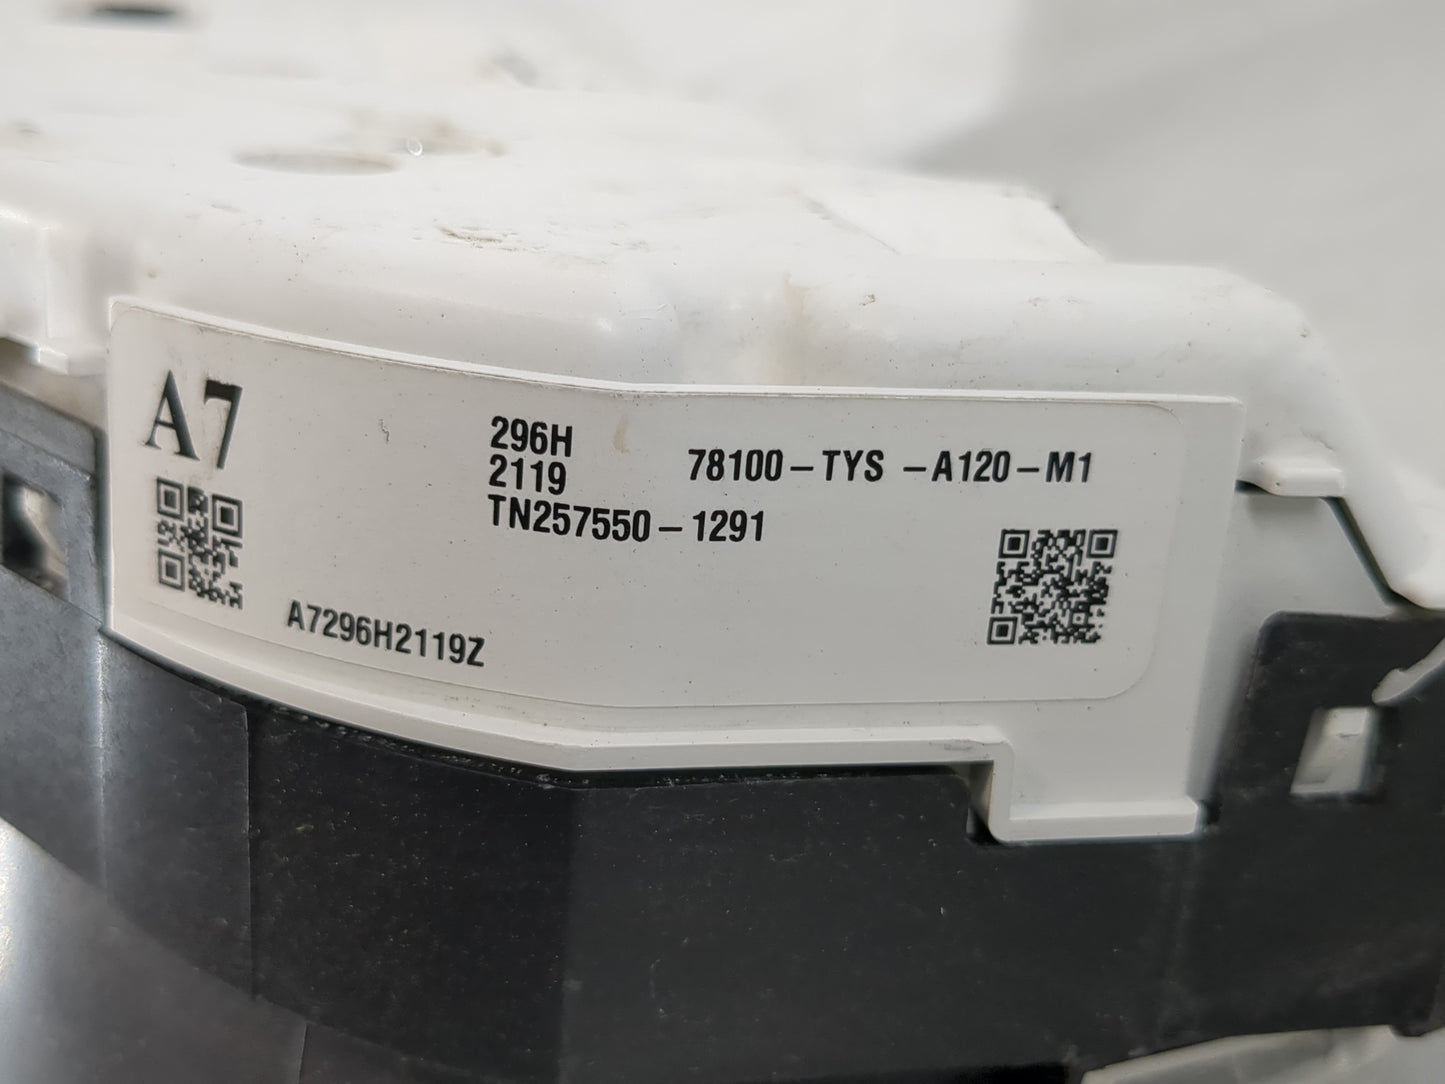 A7
296H
2119
TN257550-1291
78100-TYS -A120-M1
A7296H2119Z